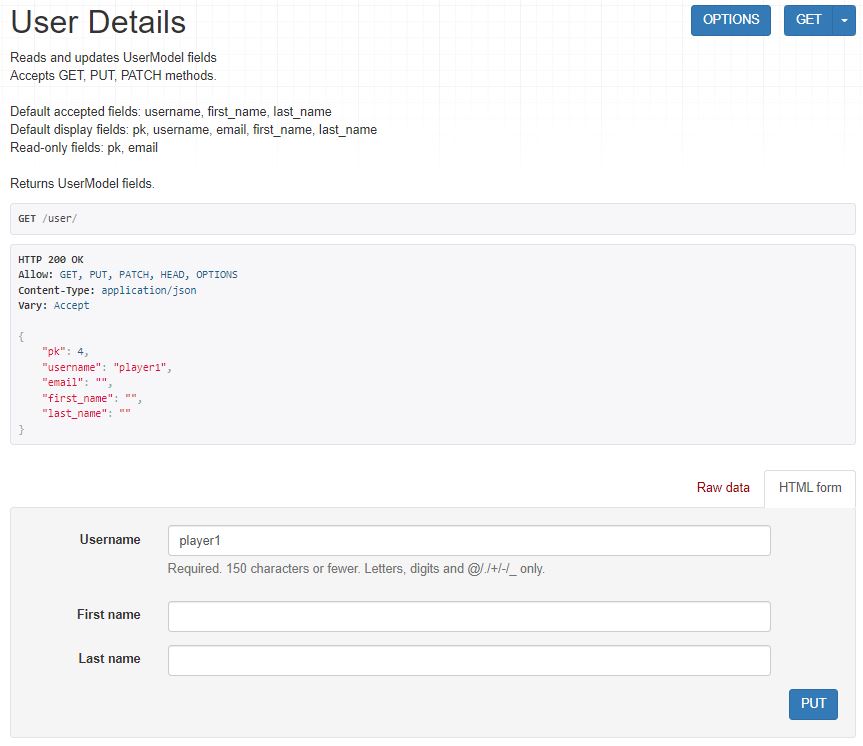 User Details
OPTIONS
GET
Reads and updates UserModel fields
Accepts GET, PUT, PATCH methods.
Default accepted fields: username, first_name, last_name
Default display fields: pk, username, email, first_name, last_name
Read-only fields: pk, email
Returns UserModel fields.
GET /user/
HTTP 200 OK
Allow: GET, PUT, PATCH, HEAD, OPTIONS
Content-Type: application/json
Vary: Accept
{
"pk": 4,
"username": "player1",
"email": "",
"first_name": "",
"last_name": ""
}
Raw data
HTML form
Username
player1
Required. 150 characters or fewer. Letters, digits and @/./+/-/_ only.
First name
Last name
PUT